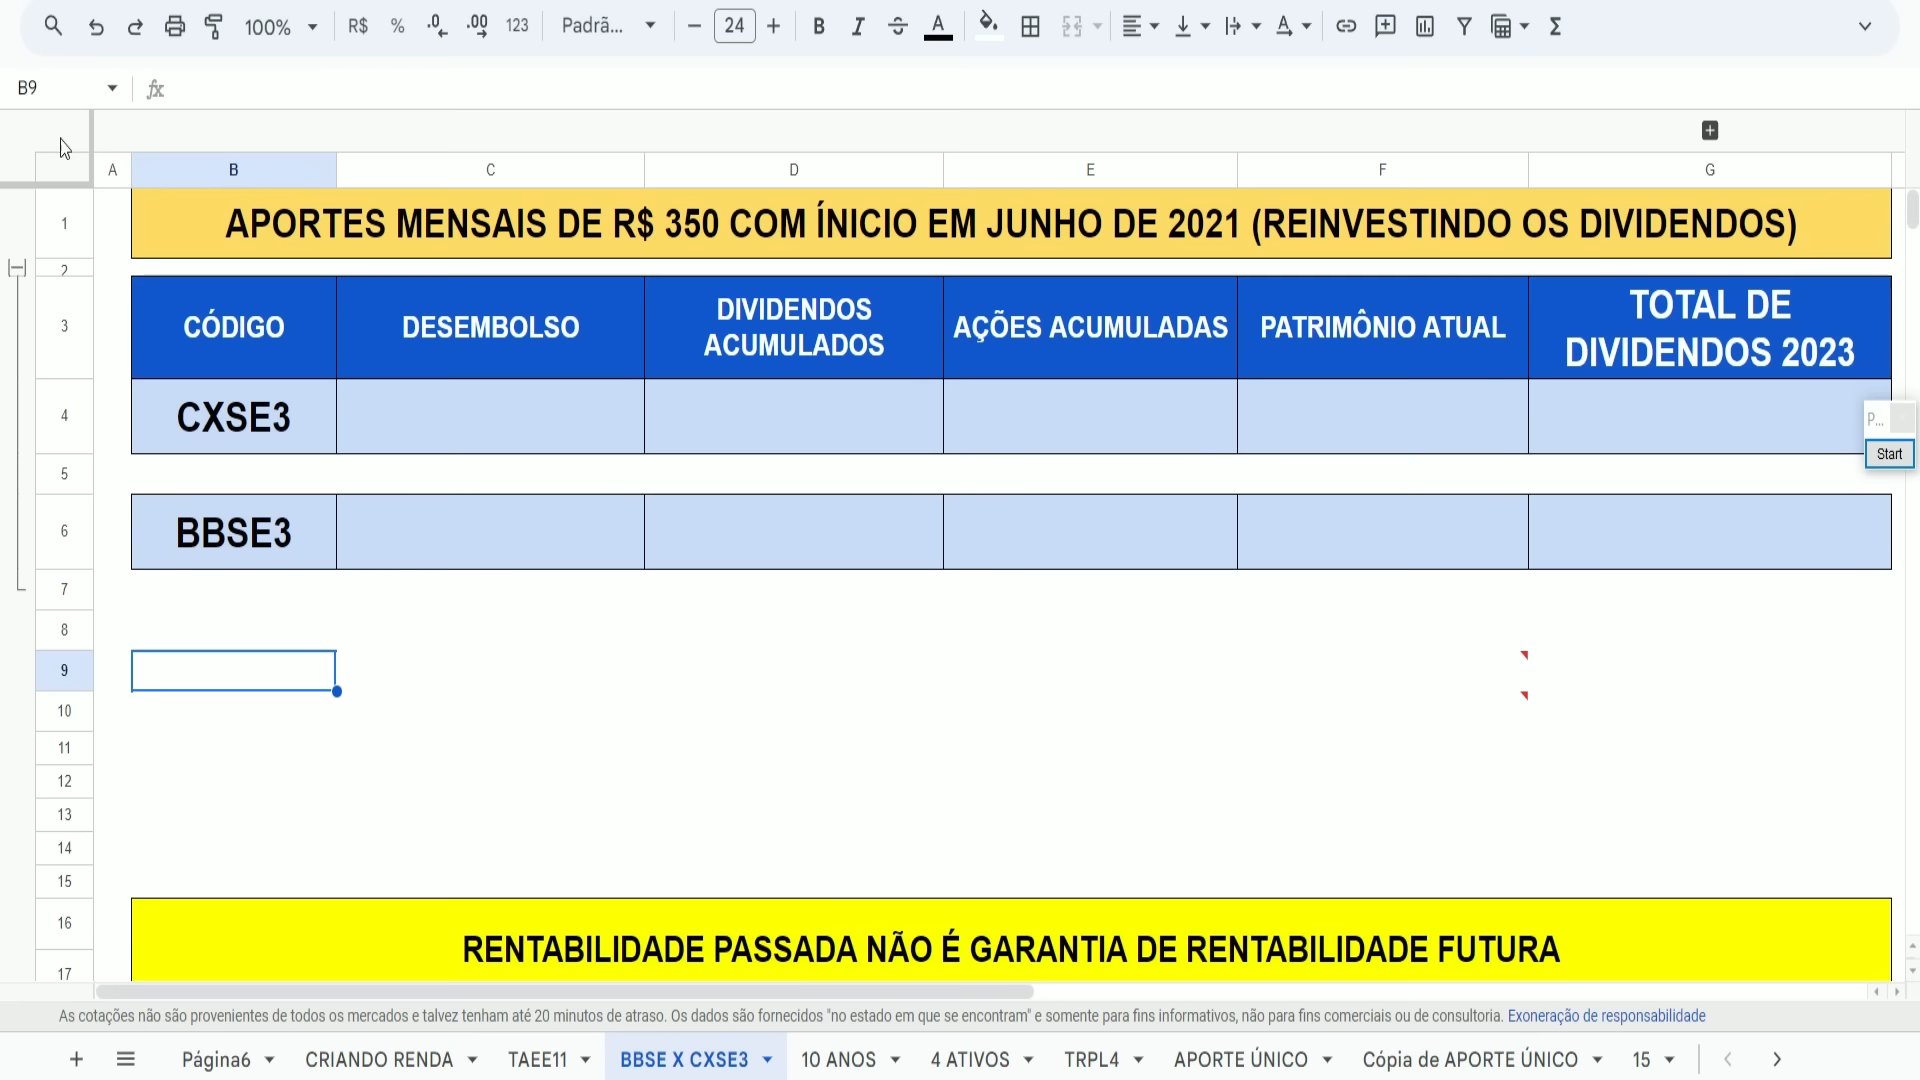 100%
R$
%
.0
.00
123
Padrã...
24
B
I
A
A
Σ
B9
fx
A
B
C
D
E
F
G
1
APORTES MENSAIS DE R$ 350 COM ÍNICIO EM JUNHO DE 2021 (REINVESTINDO OS DIVIDENDOS)
2
3
CÓDIGO
DESEMBOLSO
DIVIDENDOS
ACUMULADOS
AÇÕES ACUMULADAS
PATRIMÔNIO ATUAL
TOTAL DE
DIVIDENDOS 2023
4
CXSE3
P...
Start
5
6
BBSE3
7
8
9
10
11
12
13
14
15
16
RENTABILIDADE PASSADA NÃO É GARANTIA DE RENTABILIDADE FUTURA
17
As cotações não são provenientes de todos os mercados e talvez tenham até 20 minutos de atraso. Os dados são fornecidos "no estado em que se encontram" e somente para fins informativos, não para fins comerciais ou de consultoria. Exoneração de responsabilidade
Página6
CRIANDO RENDA
TAEE11
BBSE X CXSE3
10 ANOS
4 ATIVOS
TRPL4
APORTE ÚNICO
Cópia de APORTE ÚNICO
15